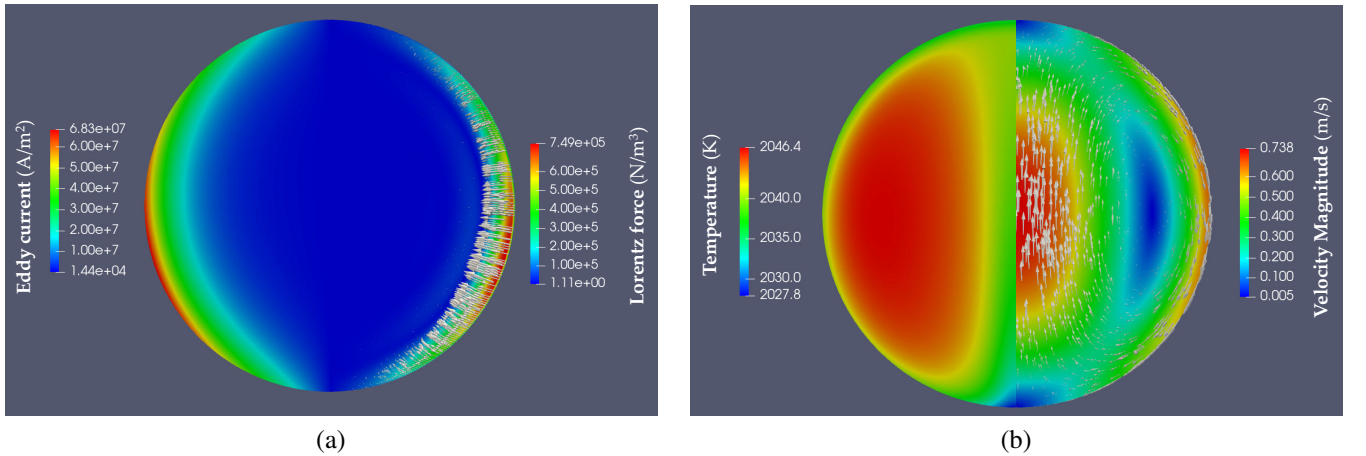 Eddy current (A/m²)
6.83e+07
6.00e+7
5.00e+7
4.00e+7
3.00e+7
2.00e+7
1.00e+7
1.44e+04
7.49e+05
6.00e+5
5.00e+5
4.00e+5
3.00e+5
2.00e+5
1.00e+5
1.11e+00
Lorentz force (N/m³)
(a)
Temperature (K)
2046.4
2040.0
2035.0
2030.0
2027.8
0.738
0.600
0.500
0.400
0.300
0.200
0.100
0.005
Velocity Magnitude (m/s)
(b)